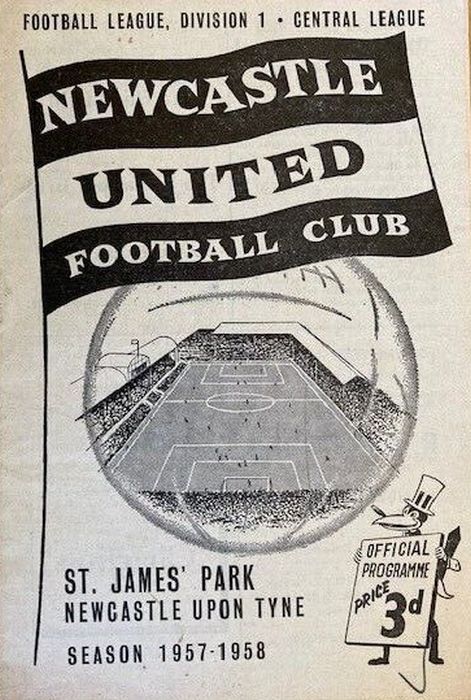 FOOTBALL LEAGUE, DIVISION 1 • CENTRAL LEAGUE
NEWCASTLE
UNITED
FOOTBALL CLUB
ST. JAMES' PARK
NEWCASTLE UPON TYNE
SEASON 1957-1958
OFFICIAL
PROGRAMME
PRICE
3d